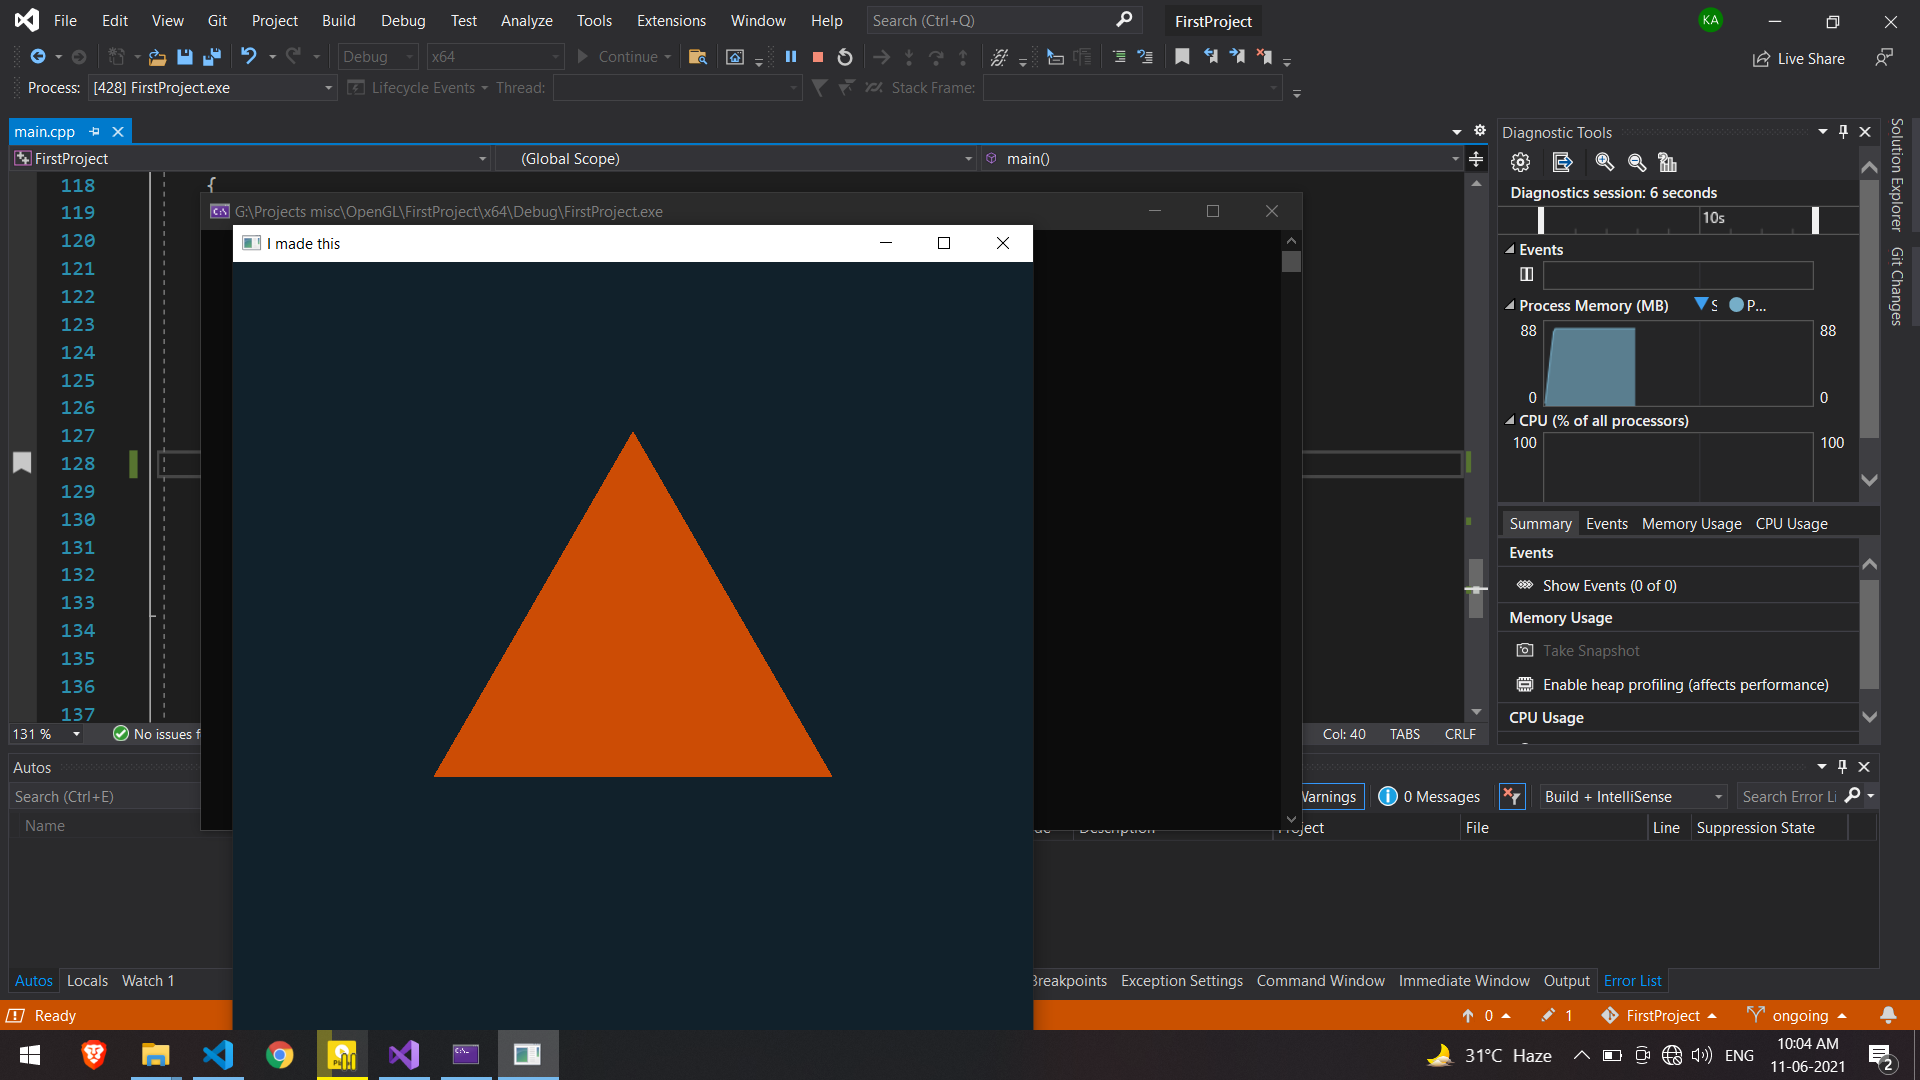 File Edit View Git Project Build Debug Test Analyze Tools Extensions Window Help Search (Ctrl+Q) FirstProject KA
Debug x64 Continue Live Share
Process: [428] FirstProject.exe Lifecycle Events Thread: Stack Frame:
main.cpp
FirstProject (Global Scope) main()
118 {
119
120
121
122
123
124
125
126
127
128
129
130
131
132
133
134
135
136
137
G:\Projects misc\OpenGL\FirstProject\x64\Debug\FirstProject.exe
I made this
131 % No issues f
Col: 40 TABS CRLF
Diagnostic Tools
Diagnostics session: 6 seconds
10s
Events
Process Memory (MB) S P...
88 88
0 0
CPU (% of all processors)
100 100
Summary Events Memory Usage CPU Usage
Events
Show Events (0 of 0)
Memory Usage
Take Snapshot
Enable heap profiling (affects performance)
CPU Usage
Solution Explorer
Git Changes
Autos
Search (Ctrl+E)
Name
Autos Locals Watch 1
Warnings 0 Messages Build + IntelliSense Search Error Li
de Description Project File Line Suppression State
Breakpoints Exception Settings Command Window Immediate Window Output Error List
Ready 0 1 FirstProject ongoing
31°C Haze ENG 10:04 AM
11-06-2021 2